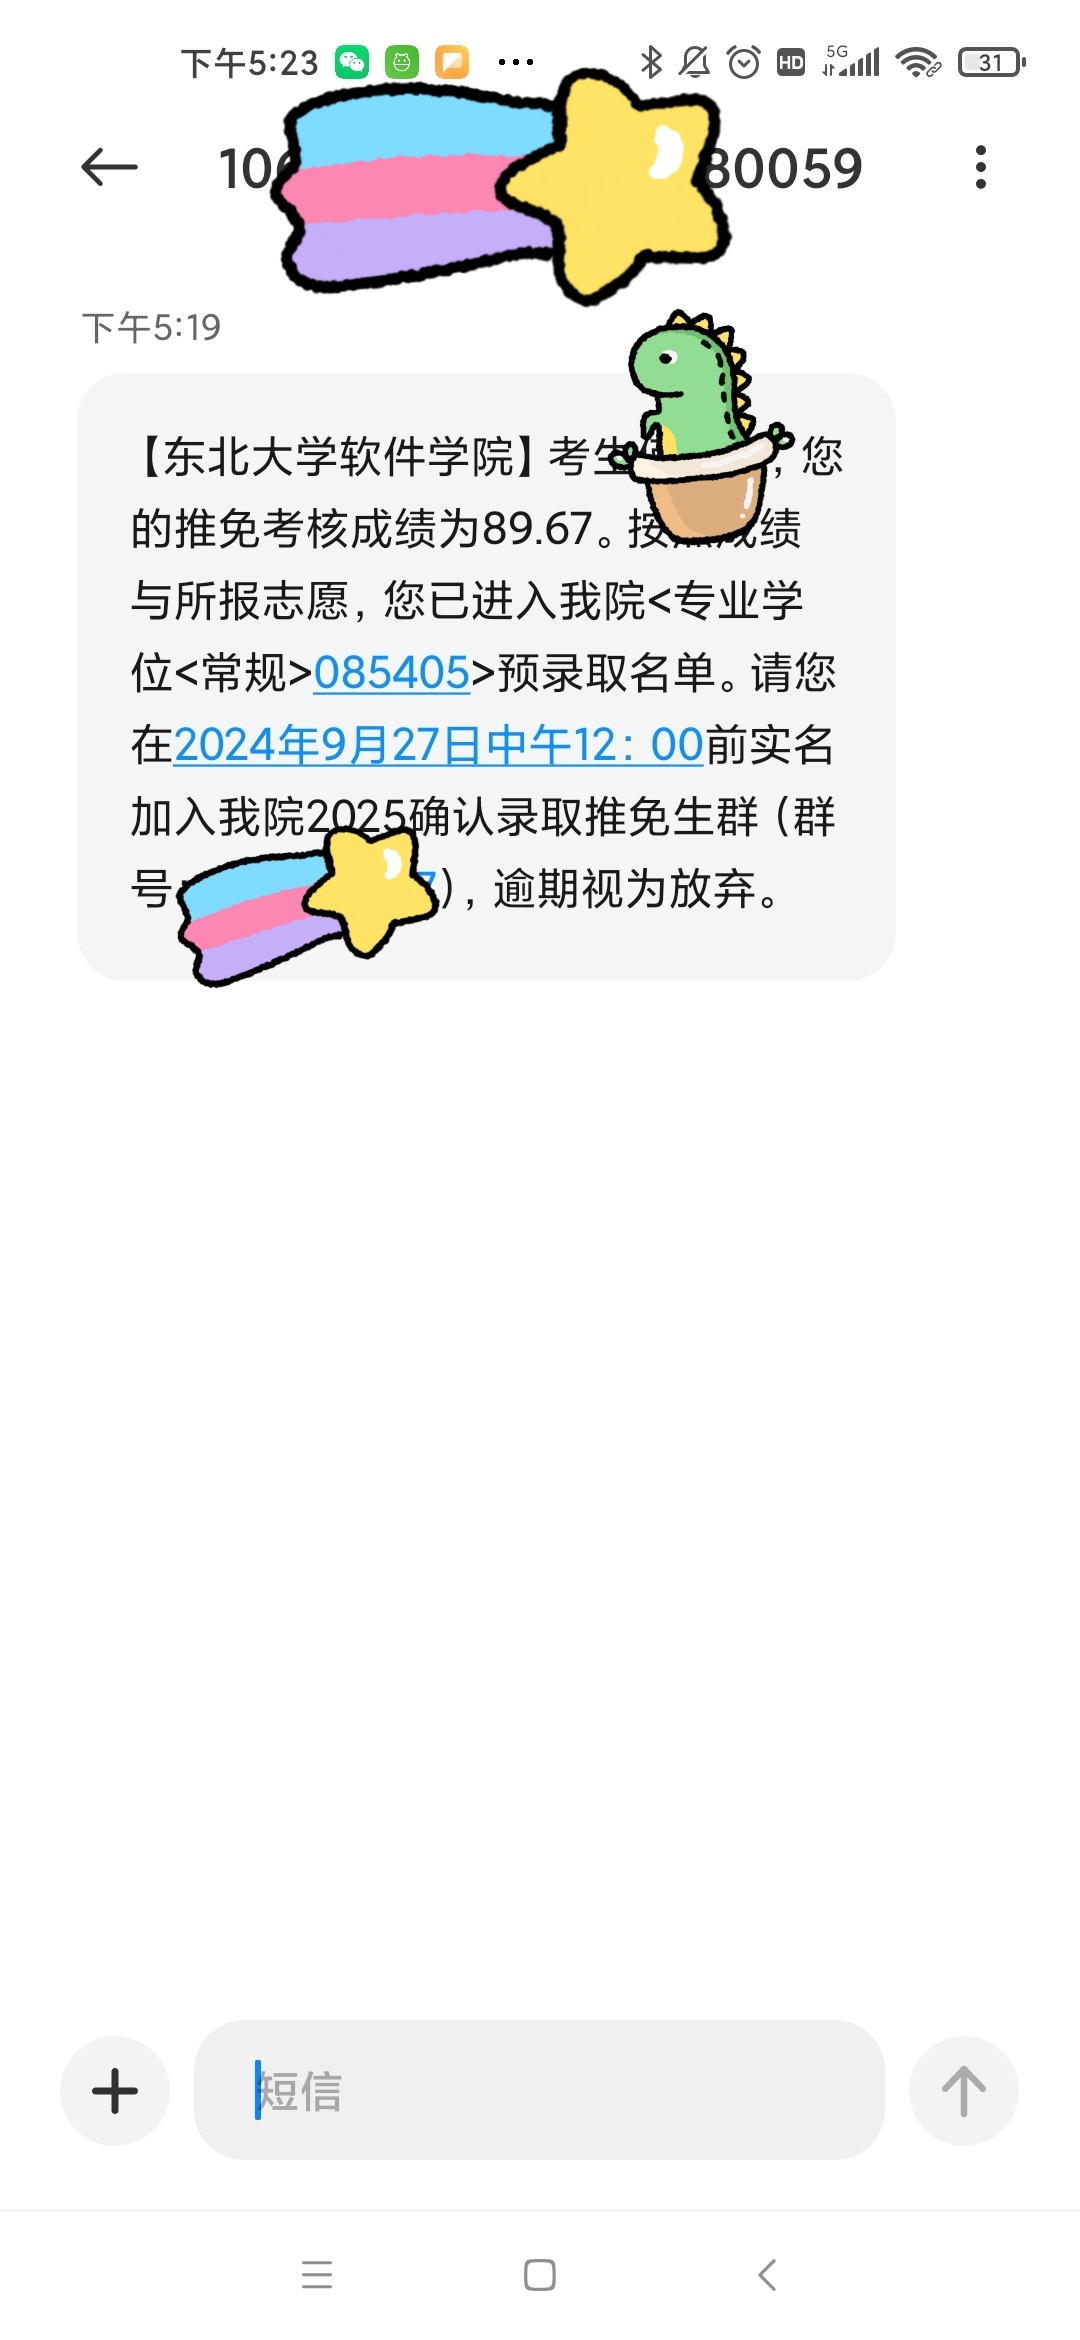 下午5:23 ... HD 5G 31
10 80059
下午5:19
【东北大学软件学院】考生 ，您
的推免考核成绩为89.67。按 成绩
与所报志愿，您已进入我院<专业学
位<常规>085405>预录取名单。请您
在2024年9月27日中午12：00前实名
加入我院2025确认录取推免生群（群
号 7），逾期视为放弃。
短信